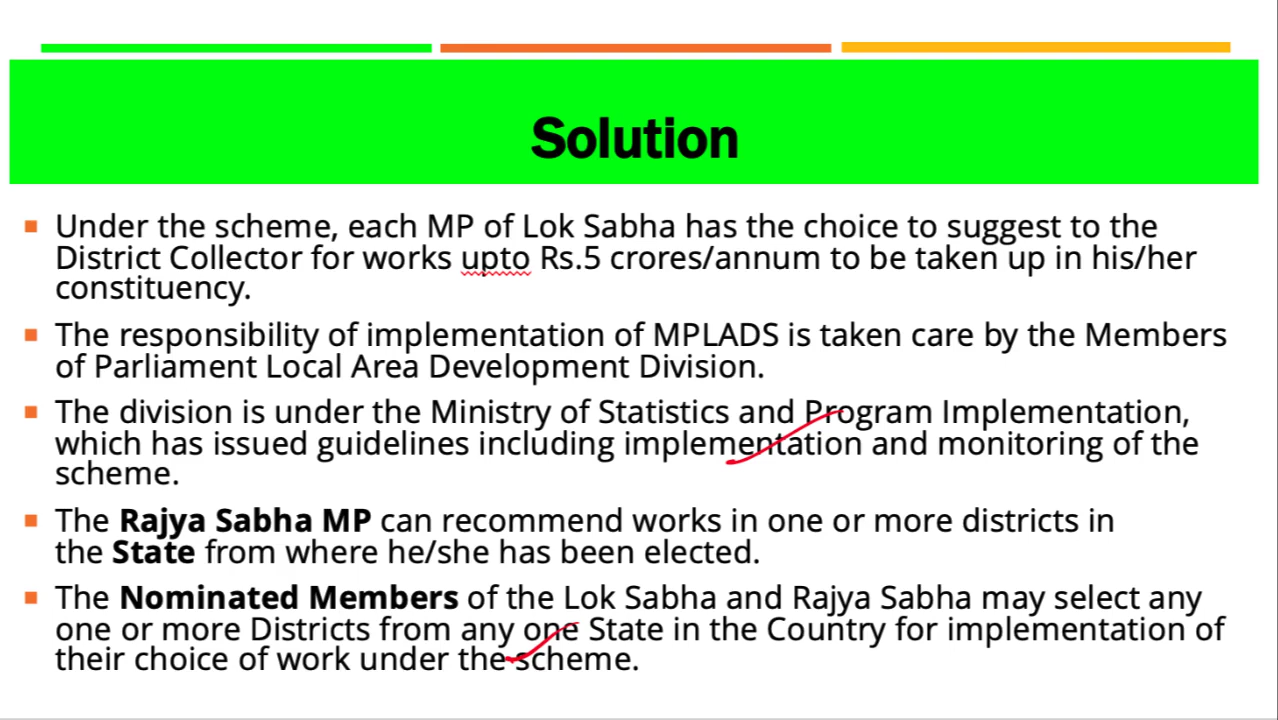 Solution
Under the scheme, each MP of Lok Sabha has the choice to suggest to the
District Collector for works upto Rs.5 crores/annum to be taken up in his/her
constituency.
The responsibility of implementation of MPLADS is taken care by the Members
of Parliament Local Area Development Division.
The division is under the Ministry of Statistics and Program Implementation,
which has issued guidelines including implementation and monitoring of the
scheme.
The Rajya Sabha MP can recommend works in one or more districts in
the State from where he/she has been elected.
The Nominated Members of the Lok Sabha and Rajya Sabha may select any
one or more Districts from any one State in the Country for implementation of
their choice of work under the scheme.